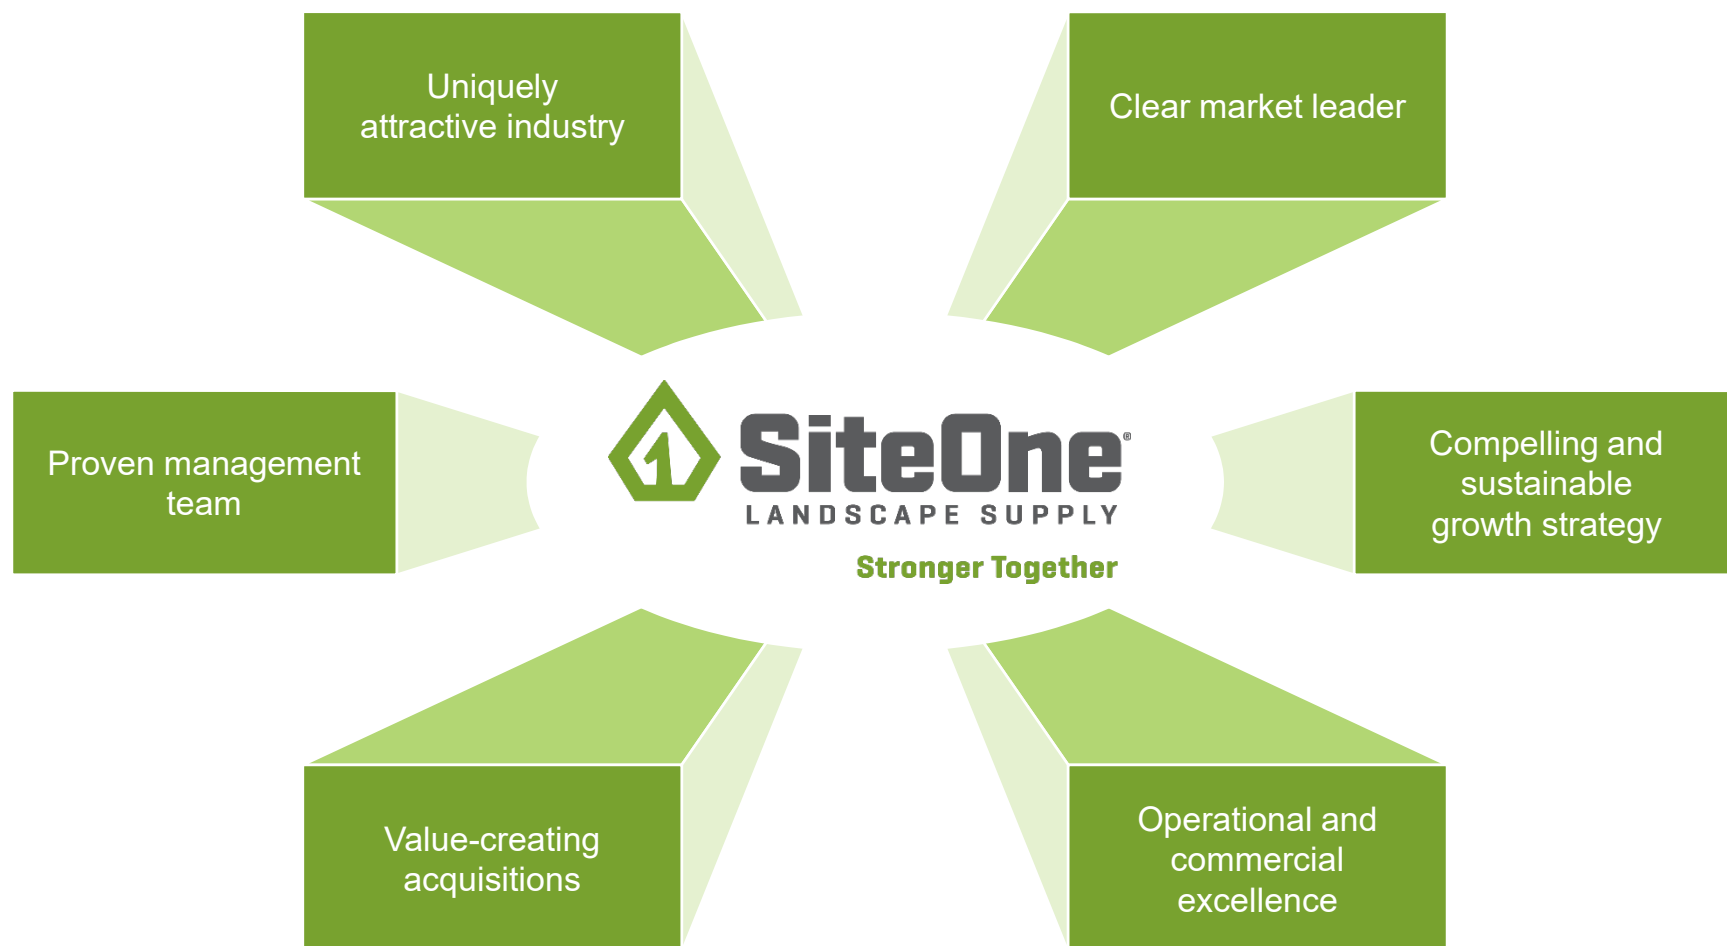 Uniquely
attractive industry
Clear market leader
Proven management
team
1
SiteOne®
LANDSCAPE SUPPLY
Stronger Together
Compelling and
sustainable
growth strategy
Value-creating
acquisitions
Operational and
commercial
excellence